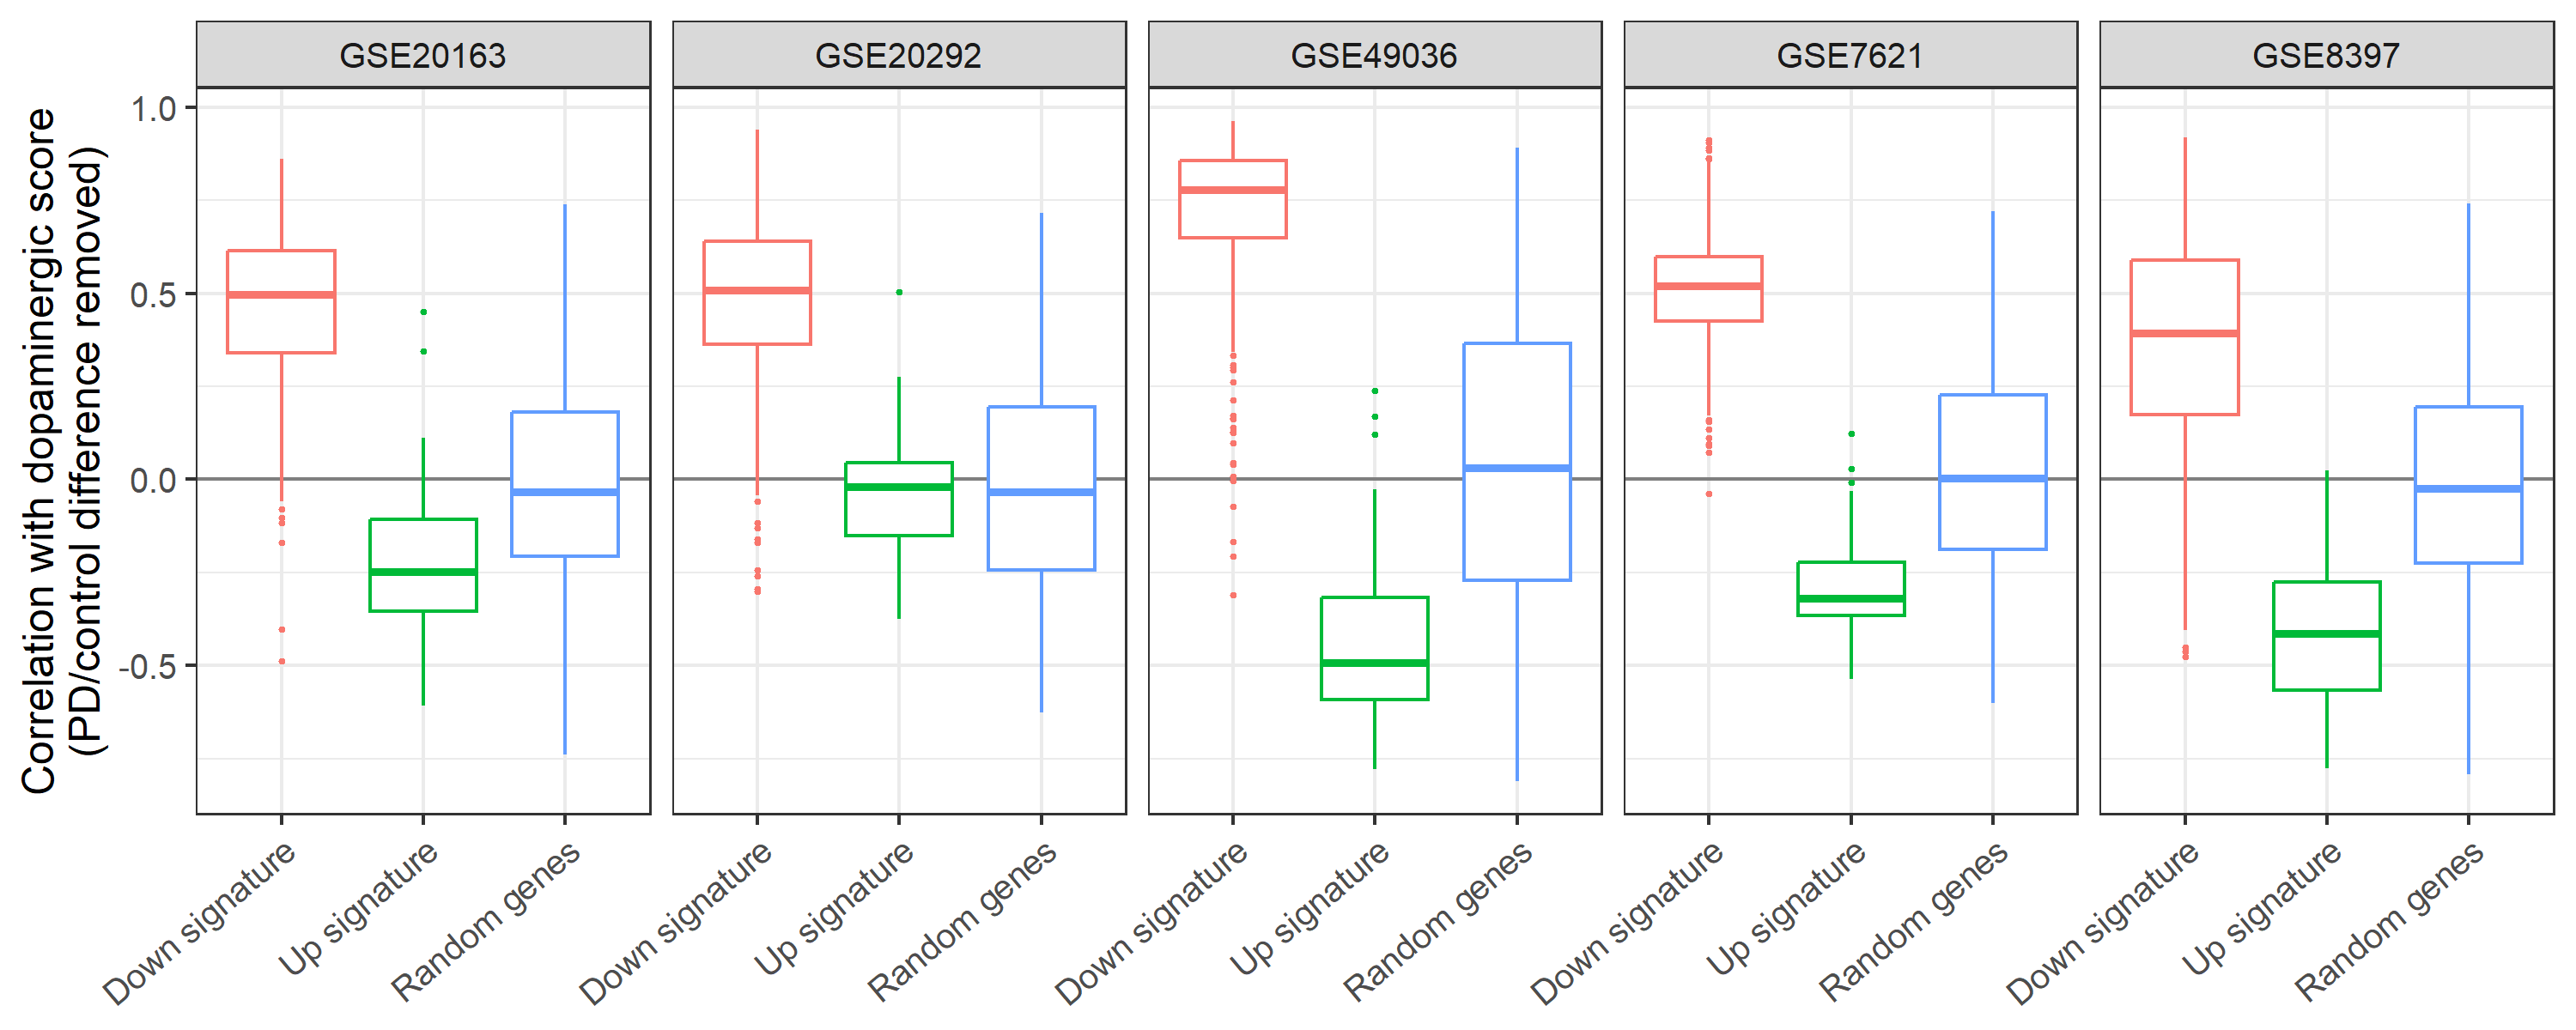 GSE20163
GSE20292
GSE49036
GSE7621
GSE8397
Correlation with dopaminergic score
(PD/control difference removed)
1.0
0.5
0.0
-0.5
Down signature
Up signature
Random genes
Down signature
Up signature
Random genes
Down signature
Up signature
Random genes
Down signature
Up signature
Random genes
Down signature
Up signature
Random genes